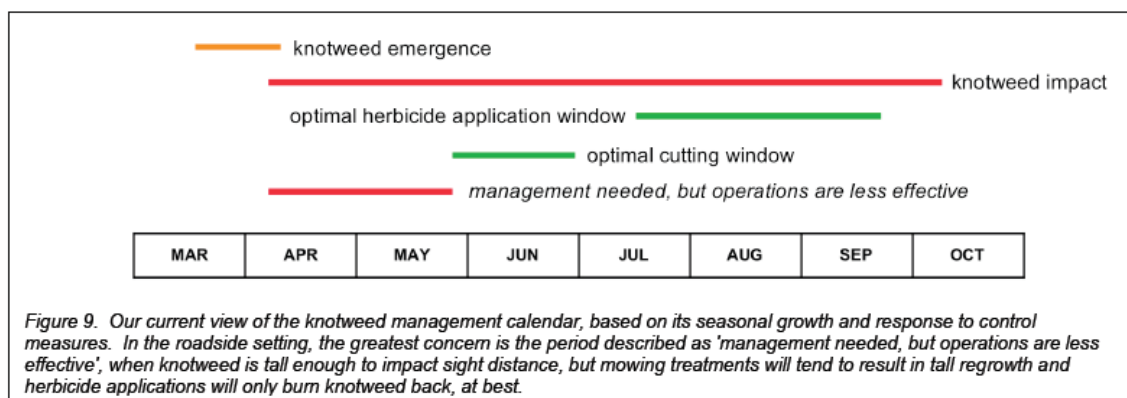 knotweed emergence
knotweed impact
optimal herbicide application window
optimal cutting window
management needed, but operations are less effective
MAR APR MAY JUN JUL AUG SEP OCT
Figure 9. Our current view of the knotweed management calendar, based on its seasonal growth and response to control
measures. In the roadside setting, the greatest concern is the period described as 'management needed, but operations are less
effective', when knotweed is tall enough to impact sight distance, but mowing treatments will tend to result in tall regrowth and
herbicide applications will only burn knotweed back, at best.